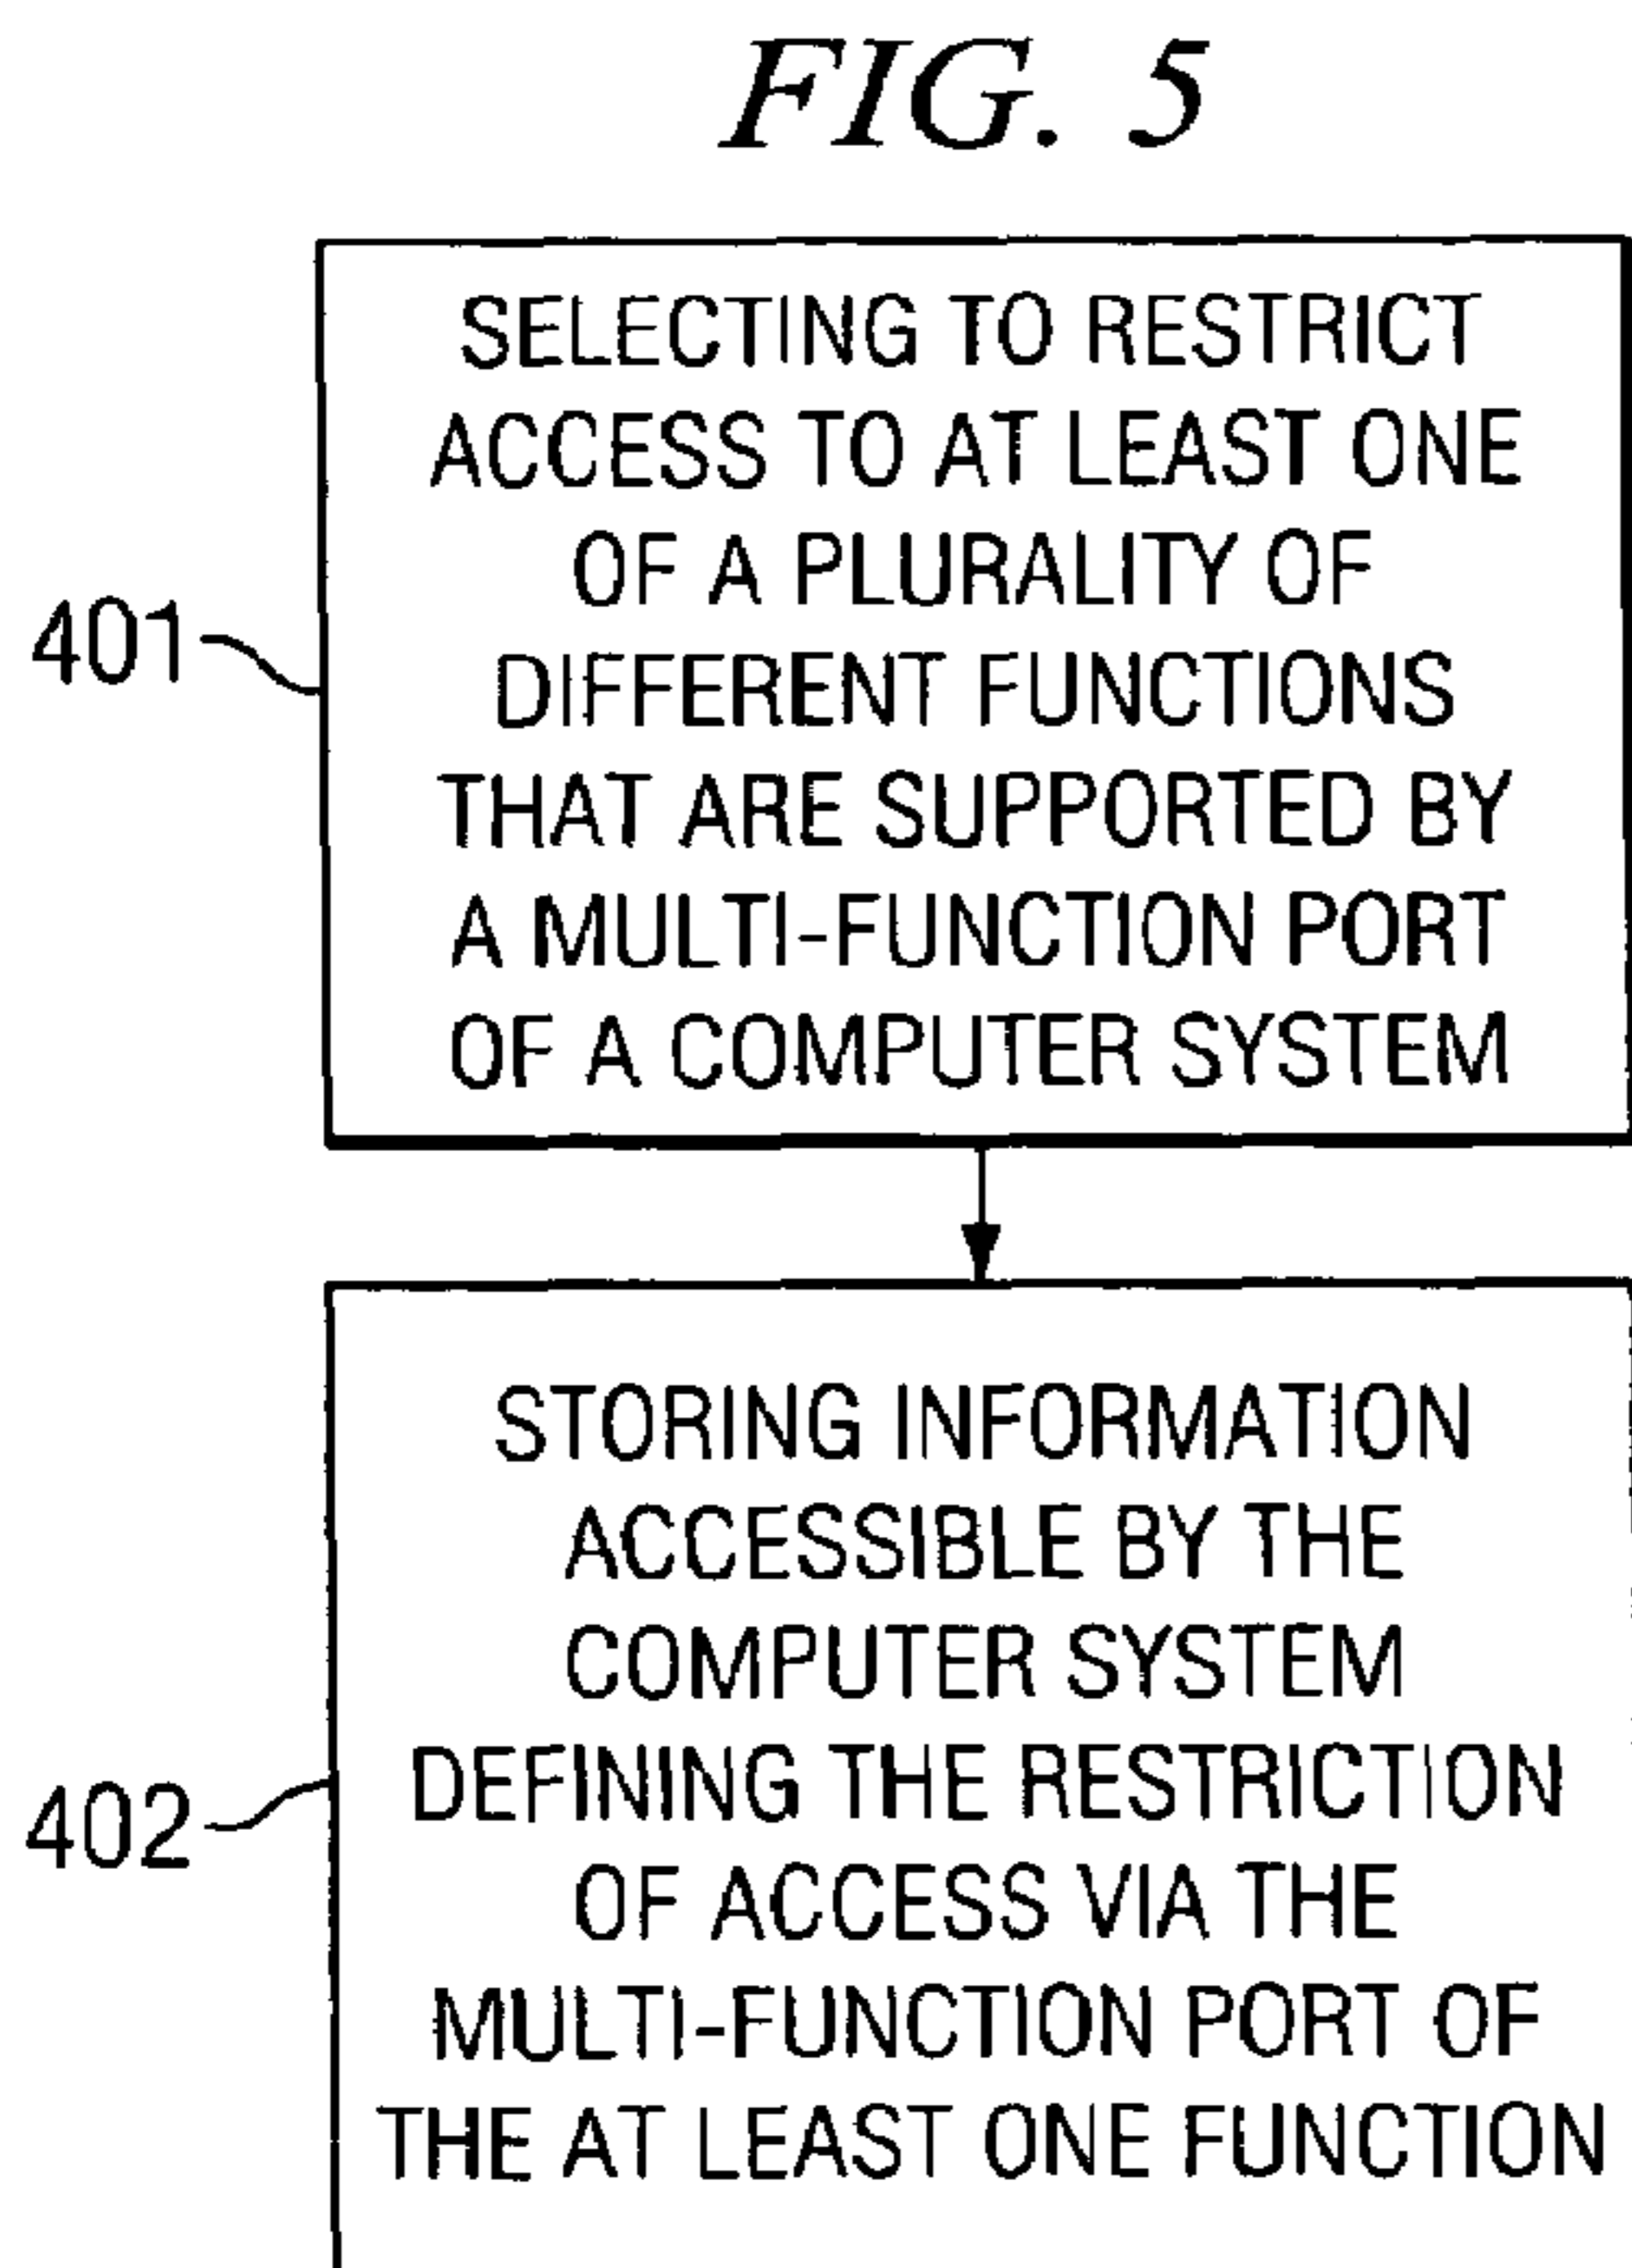 FIG. 5
SELECTING TO RESTRICT
ACCESS TO AT LEAST ONE
OF A PLURALITY OF
DIFFERENT FUNCTIONS
THAT ARE SUPPORTED BY
A MULTI-FUNCTION PORT
OF A COMPUTER SYSTEM
401
STORING INFORMATION
ACCESSIBLE BY THE
COMPUTER SYSTEM
DEFINING THE RESTRICTION
OF ACCESS VIA THE
MULTI-FUNCTION PORT OF
THE AT LEAST ONE FUNCTION
402